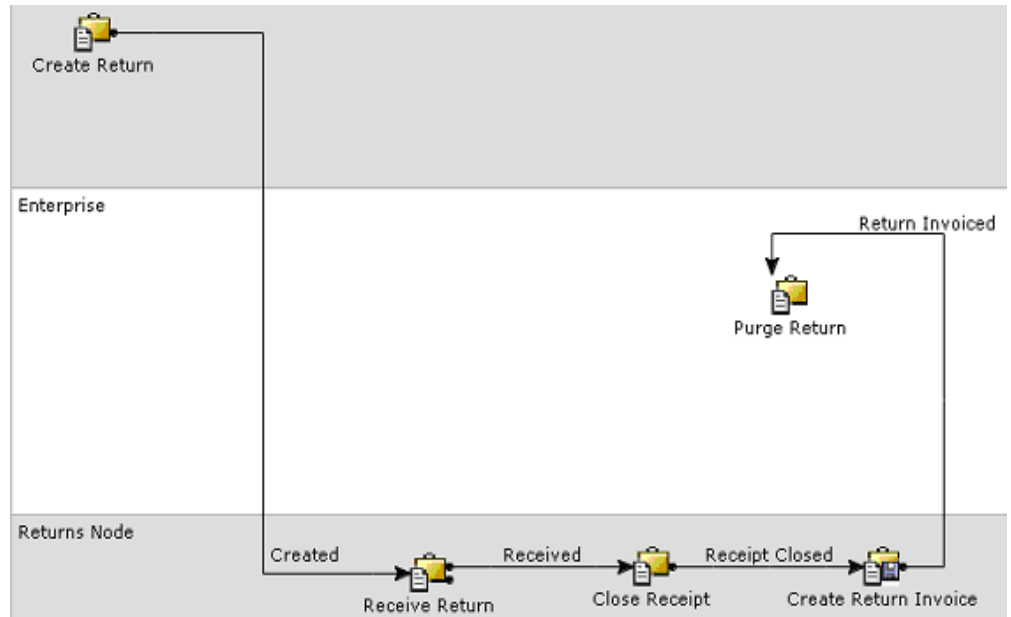 Create Return
Enterprise
Return Invoiced
Purge Return
Returns Node
Created
Received
Receipt Closed
Receive Return
Close Receipt
Create Return Invoice